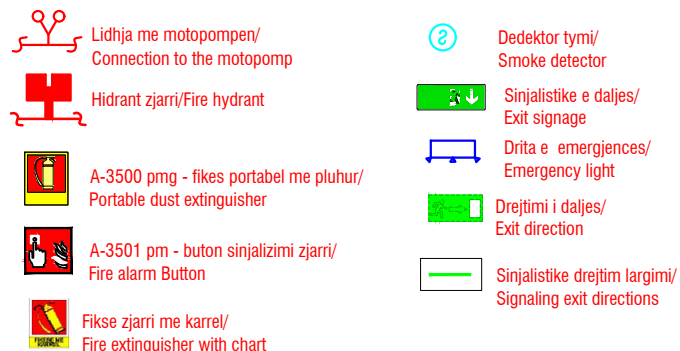 Lidhja me motopompen/
Connection to the motopomp
Hidrant zjarri/Fire hydrant
A-3500 pmg - fikes portabel me pluhur/
Portable dust extinguisher
A-3501 pm - buton sinjalizimi zjarri/
Fire alarm Button
FIKESE ME
KARREL
Fikse zjarri me karrel/
Fire extinguisher with chart
S
Dedektor tymi/
Smoke detector
Sinjalistike e daljes/
Exit signage
Drita e emergjences/
Emergency light
Drejtimi i daljes/
Exit direction
Sinjalistike drejtim largimi/
Signaling exit directions